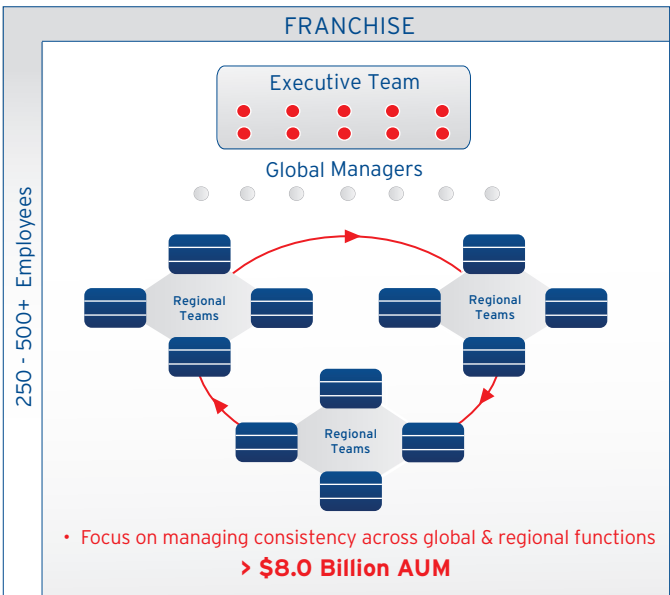 FRANCHISE
250 - 500+ Employees
Executive Team
Global Managers
Regional
Teams
Regional
Teams
Regional
Teams
• Focus on managing consistency across global & regional functions
> $8.0 Billion AUM